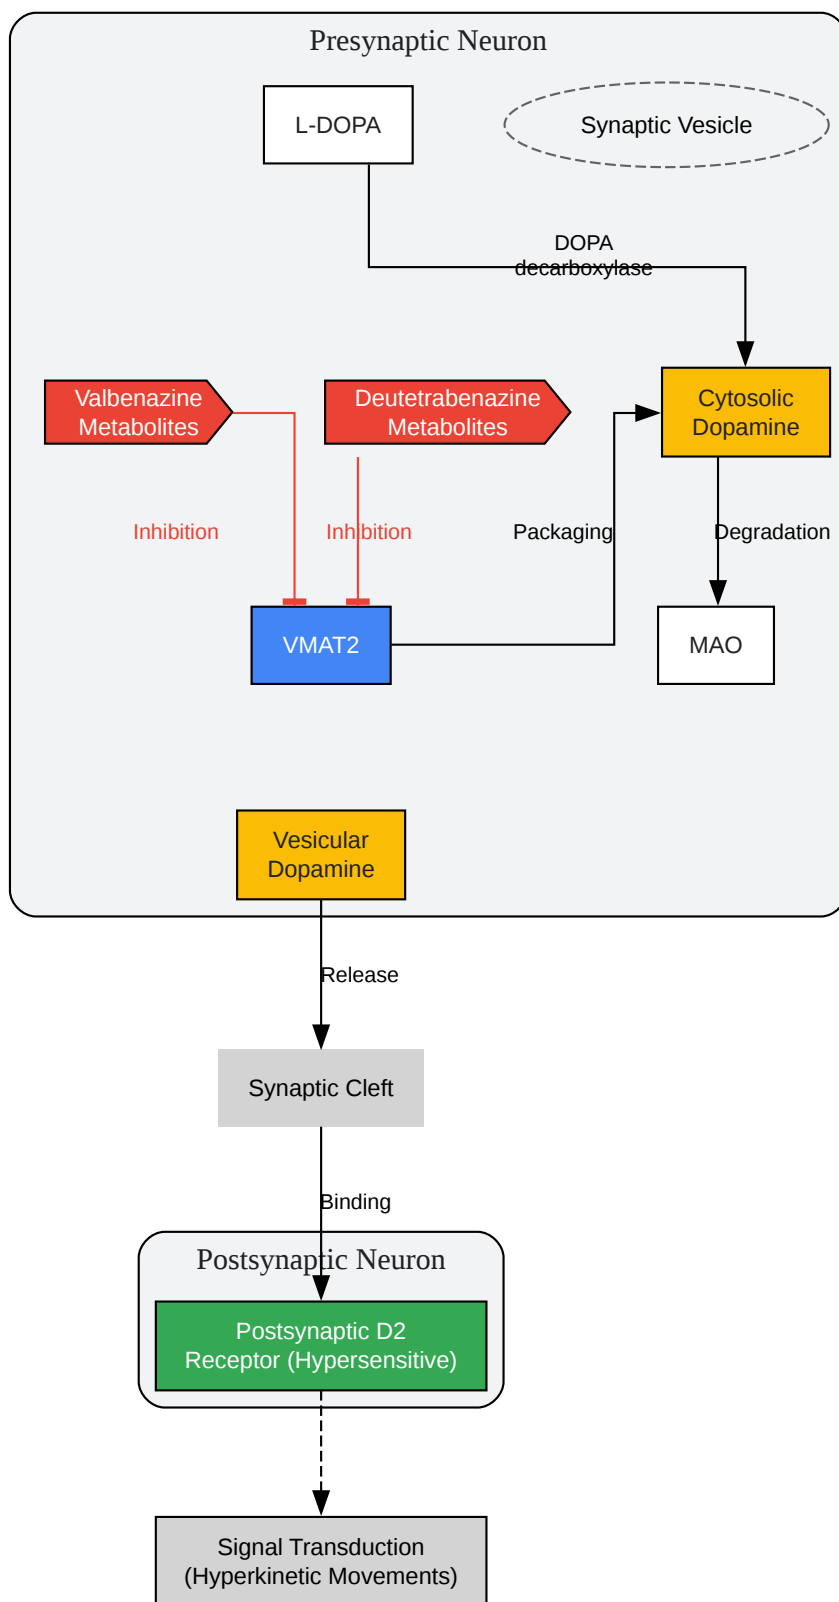 Presynaptic Neuron
L-DOPA
Synaptic Vesicle
DOPA
decarboxylase
Valbenazine
Metabolites
Deutetrabenazine
Metabolites
Cytosolic
Dopamine
Inhibition
Inhibition
Packaging
Degradation
VMAT2
MAO
Vesicular
Dopamine
Release
Synaptic Cleft
Binding
Postsynaptic Neuron
Postsynaptic D2
Receptor (Hypersensitive)
Signal Transduction
(Hyperkinetic Movements)